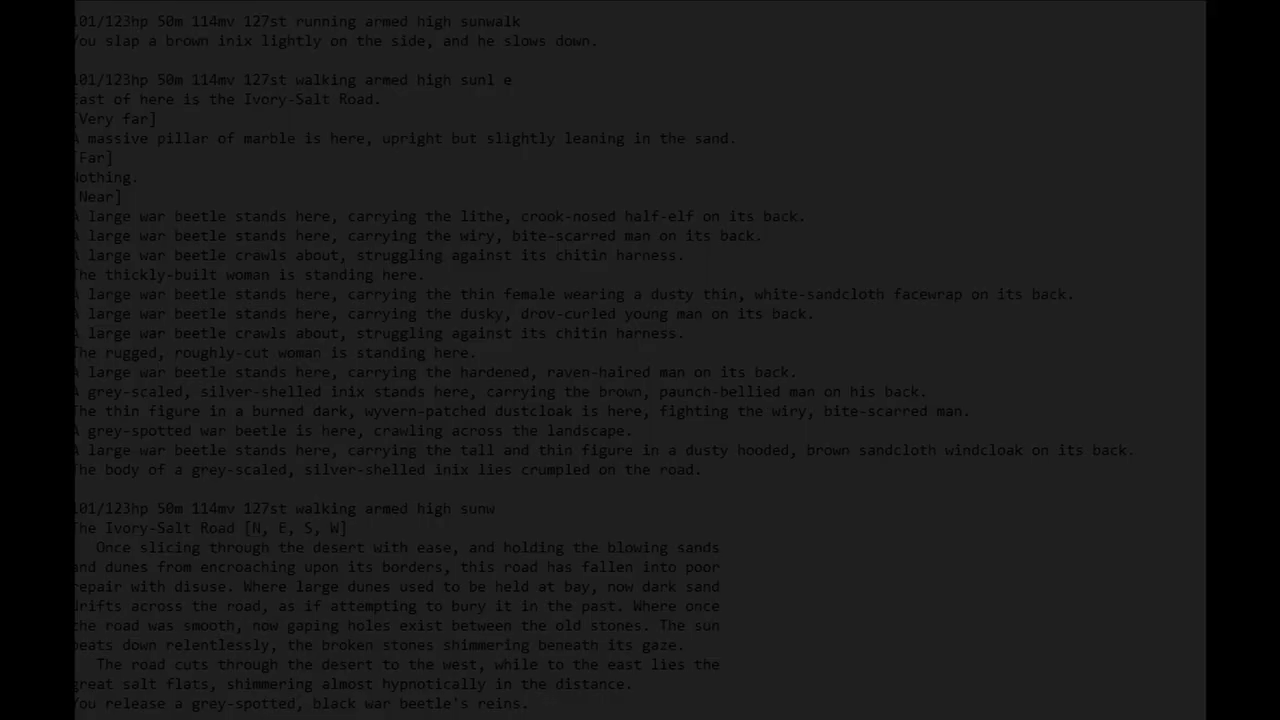 101/123hp 50m 114mv 127st running armed high sunwalk
You slap a brown inix lightly on the side, and he slows down.
101/123hp 50m 114mv 127st walking armed high sunl e
East of here is the Ivory-Salt Road.
[Very far]
A massive pillar of marble is here, upright but slightly leaning in the sand.
[Far]
Nothing.
[Near]
A large war beetle stands here, carrying the lithe, crook-nosed half-elf on its back.
A large war beetle stands here, carrying the wiry, bite-scarred man on its back.
A large war beetle crawls about, struggling against its chitin harness.
The thickly-built woman is standing here.
A large war beetle stands here, carrying the thin female wearing a dusty thin, white-sandcloth facewrap on its back.
A large war beetle stands here, carrying the dusky, drov-curled young man on its back.
A large war beetle crawls about, struggling against its chitin harness.
The rugged, roughly-cut woman is standing here.
A large war beetle stands here, carrying the hardened, raven-haired man on its back.
A grey-scaled, silver-shelled inix stands here, carrying the brown, paunch-bellied man on his back.
The thin figure in a burned dark, wyvern-patched dustcloak is here, fighting the wiry, bite-scarred man.
A grey-spotted war beetle is here, crawling across the landscape.
A large war beetle stands here, carrying the tall and thin figure in a dusty hooded, brown sandcloth windcloak on its back.
The body of a grey-scaled, silver-shelled inix lies crumpled on the road.
101/123hp 50m 114mv 127st walking armed high sunw
The Ivory-Salt Road [N, E, S, W]
Once slicing through the desert with ease, and holding the blowing sands
and dunes from encroaching upon its borders, this road has fallen into poor
repair with disuse. Where large dunes used to be held at bay, now dark sand
drifts across the road, as if attempting to bury it in the past. Where once
the road was smooth, now gaping holes exist between the old stones. The sun
beats down relentlessly, the broken stones shimmering beneath its gaze.
The road cuts through the desert to the west, while to the east lies the
great salt flats, shimmering almost hypnotically in the distance.
You release a grey-spotted, black war beetle's reins.